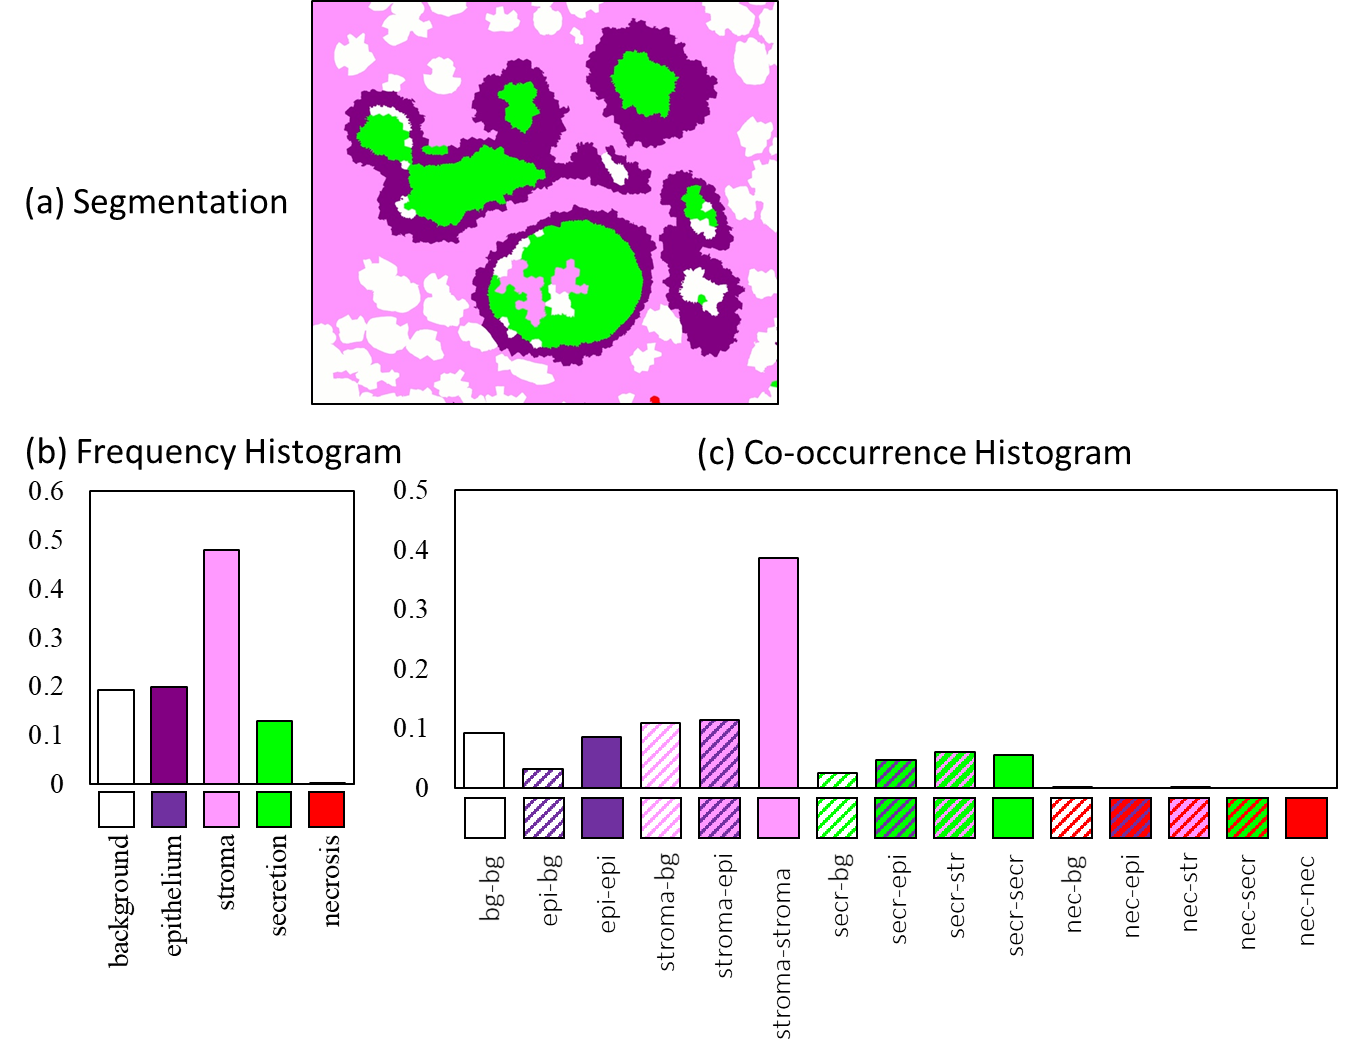 (a) Segmentation
(b) Frequency Histogram
0.6
0.5
0.4
0.3
0.2
0.1
0
background
epithelium
stroma
secretion
necrosis
(c) Co-occurrence Histogram
0.5
0.4
0.3
0.2
0.1
0
bg-bg
epi-bg
epi-epi
stroma-bg
stroma-epi
stroma-stroma
secr-bg
secr-epi
secr-str
secr-secr
nec-bg
nec-epi
nec-str
nec-secr
nec-nec